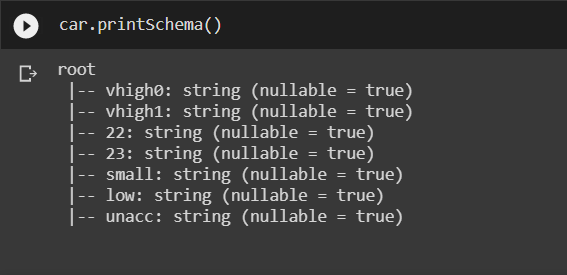 car.printSchema()
root
|-- vhigh0: string (nullable = true)
|-- vhigh1: string (nullable = true)
|-- 22: string (nullable = true)
|-- 23: string (nullable = true)
|-- small: string (nullable = true)
|-- low: string (nullable = true)
|-- unacc: string (nullable = true)